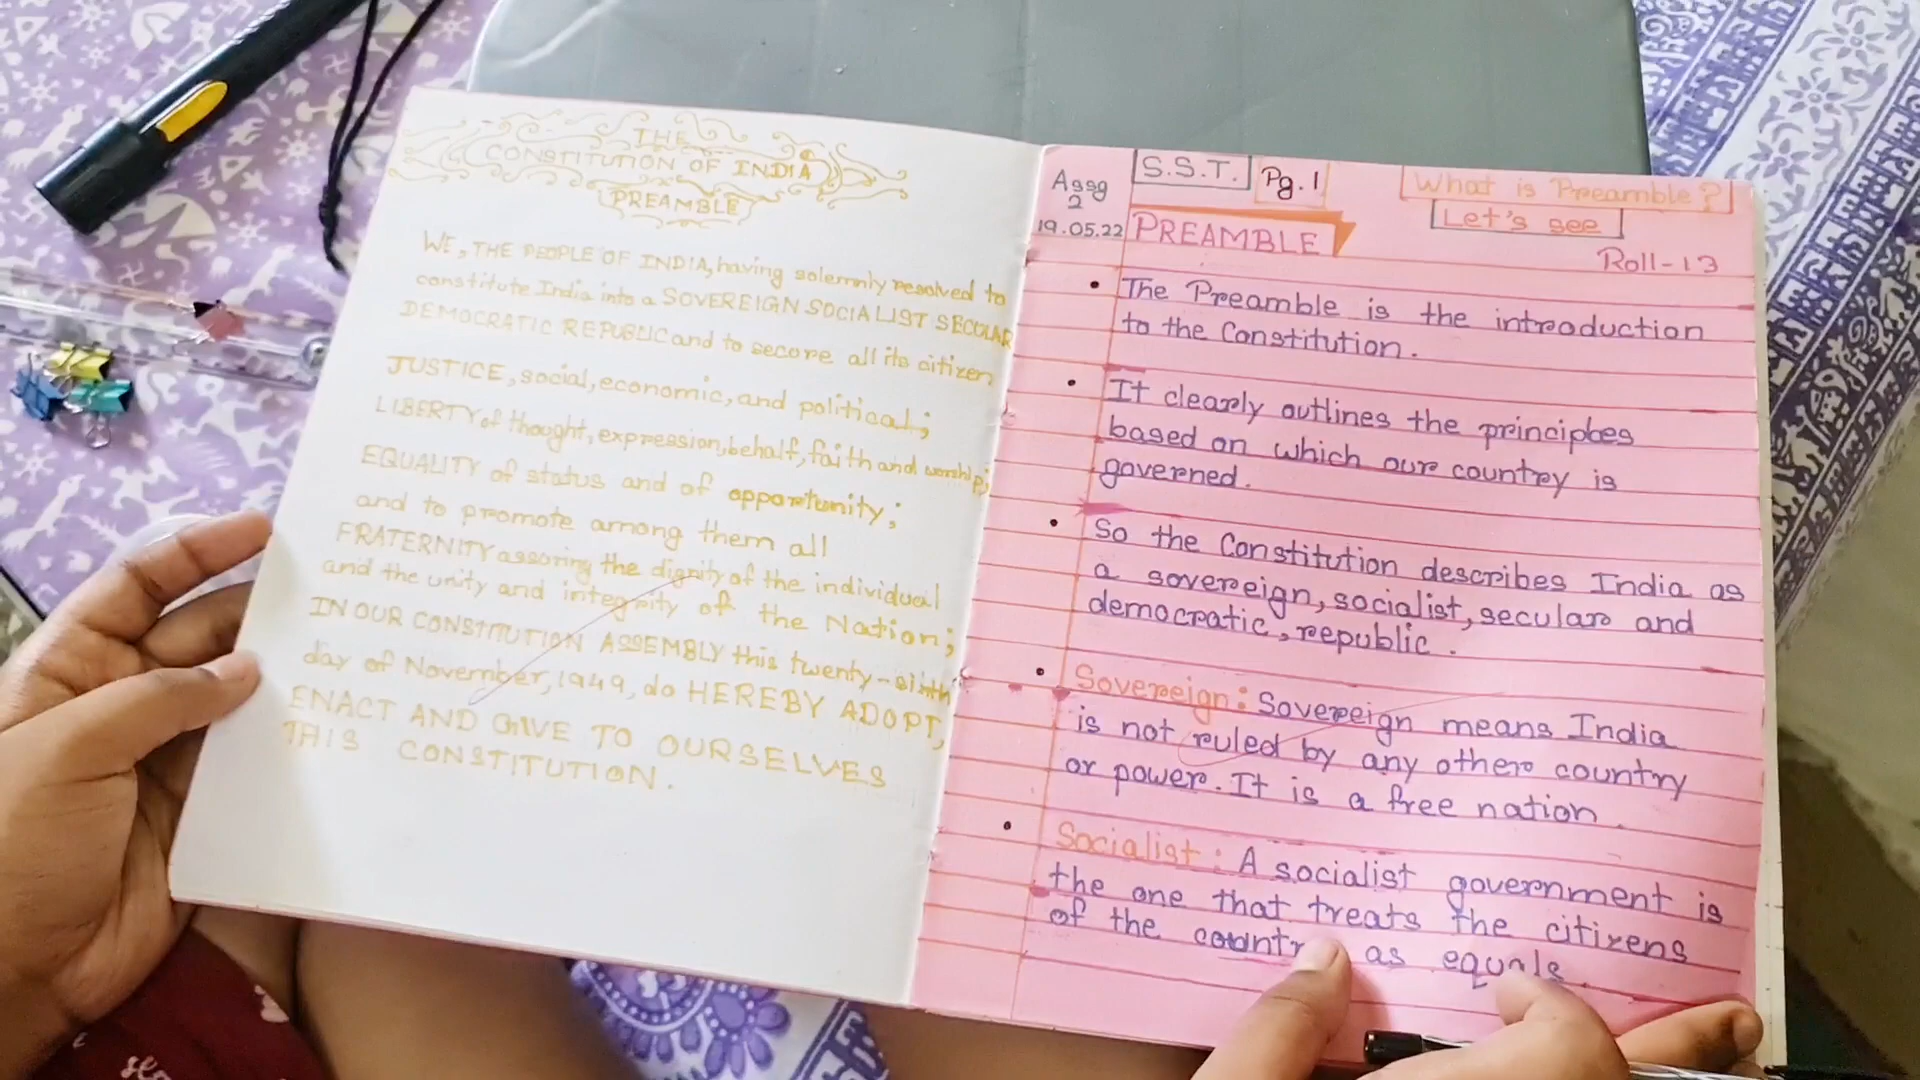 THE
CONSTITUTION OF INDIA
PREAMBLE
WE, THE PEOPLE OF INDIA, having solemnly resolved to
constitute India into a SOVEREIGN SOCIALIST SECULAR
DEMOCRATIC REPUBLIC and to secore all its citizen
JUSTICE, social, economic, and political;
LIBERTY of thought, expression, behalf, faith and worship;
EQUALITY of status and of opportunity;
and to promote among them all
FRATERNITY assoring the dignity of the individual
and the unity and integrity of the Nation;
IN OUR CONSTITUTION ASSEMBLY this twenty-sixth
day of November, 1949, do HEREBY ADOPT,
ENACT AND GIVE TO OURSELVES
THIS CONSTITUTION.
Assg 2
19.05.22
S.S.T.
Pg. 1
What is Preamble?
Let's see
PREAMBLE
Roll-13
• The Preamble is the introduction
to the Constitution.
• It clearly outlines the principles
based on which our country is
governed.
• So the Constitution describes India as
a sovereign, socialist, secular and
democratic, republic.
• Sovereign: Sovereign means India
is not ruled by any other country
or power. It is a free nation.
• Socialist: A socialist government is
the one that treats the citizens
of the country as equals.